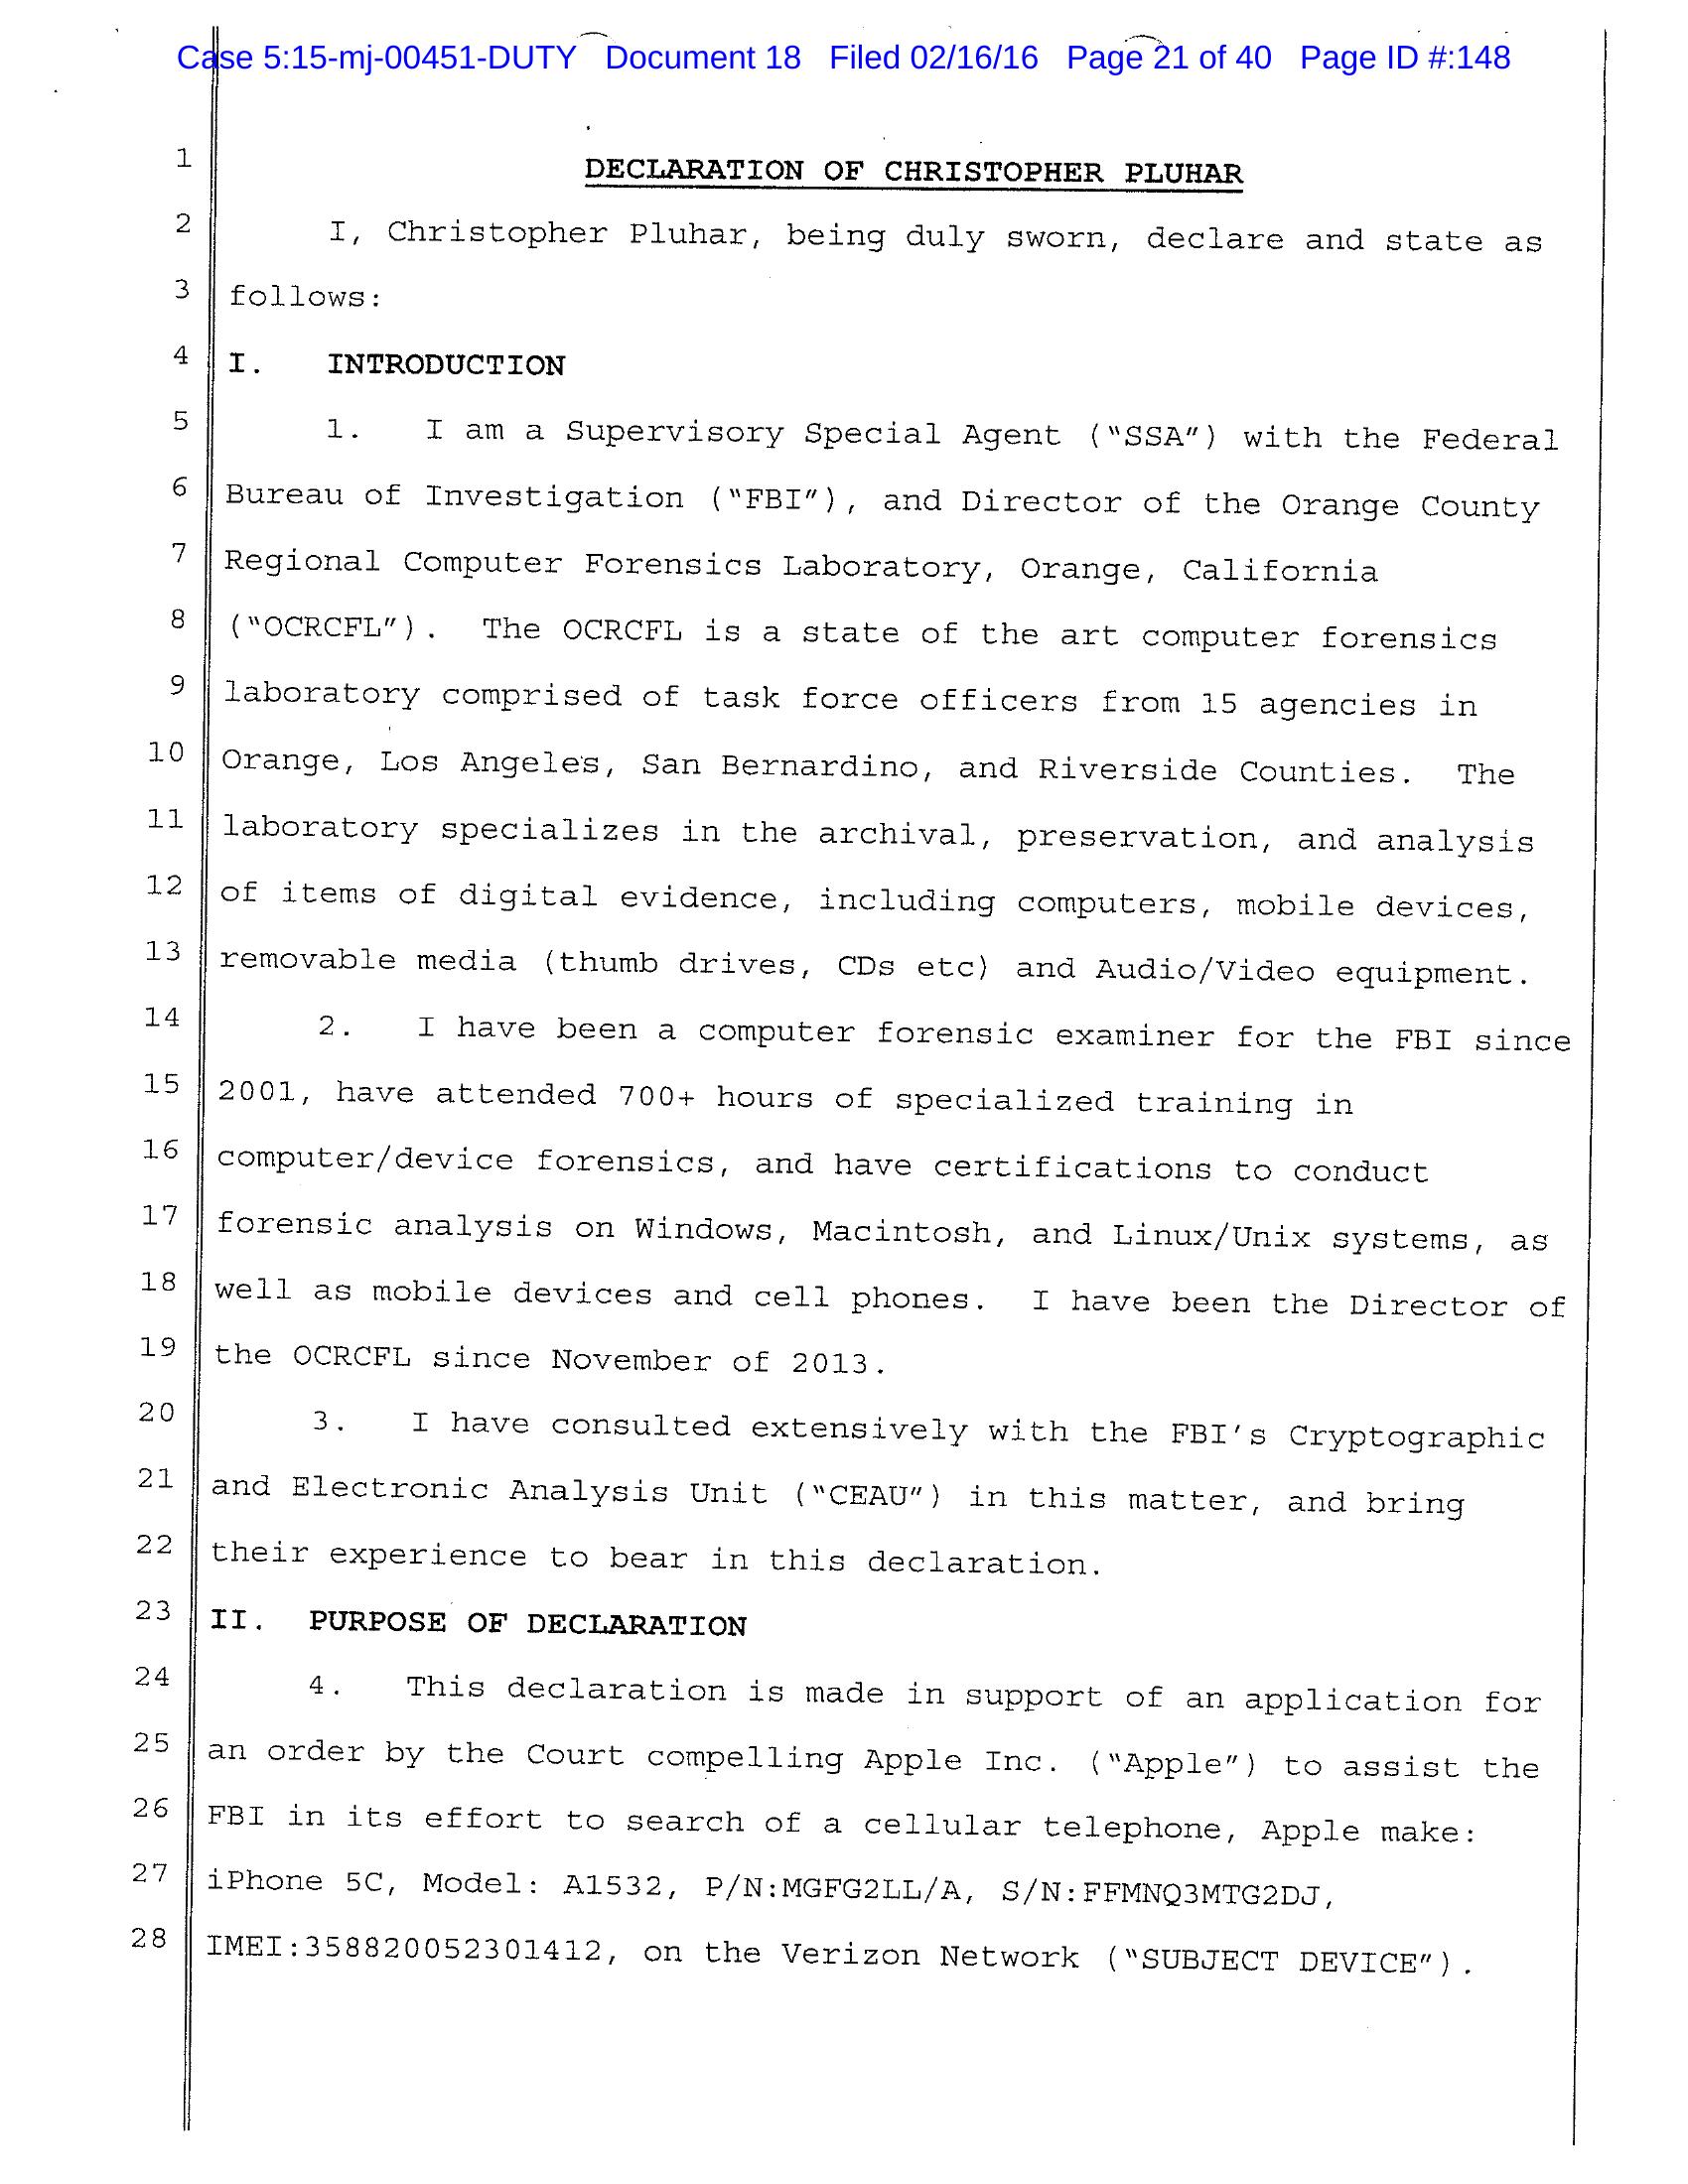 Case 5:15-mj-00451-DUTY Document 18 Filed 02/16/16 Page 21 of 40 Page ID #:148
1 DECLARATION OF CHRISTOPHER PLUHAR
2 I, Christopher Pluhar, being duly sworn, declare and state as
3 follows:
4 I. INTRODUCTION
5 1. I am a Supervisory Special Agent ("SSA") with the Federal
6 Bureau of Investigation ("FBI"), and Director of the Orange County
7 Regional Computer Forensics Laboratory, Orange, California
8 ("OCRCFL"). The OCRCFL is a state of the art computer forensics
9 laboratory comprised of task force officers from 15 agencies in
10 Orange, Los Angeles, San Bernardino, and Riverside Counties. The
11 laboratory specializes in the archival, preservation, and analysis
12 of items of digital evidence, including computers, mobile devices,
13 removable media (thumb drives, CDs etc) and Audio/Video equipment.
14 2. I have been a computer forensic examiner for the FBI since
15 2001, have attended 700+ hours of specialized training in
16 computer/device forensics, and have certifications to conduct
17 forensic analysis on Windows, Macintosh, and Linux/Unix systems, as
18 well as mobile devices and cell phones. I have been the Director of
19 the OCRCFL since November of 2013.
20 3. I have consulted extensively with the FBI's Cryptographic
21 and Electronic Analysis Unit ("CEAU") in this matter, and bring
22 their experience to bear in this declaration.
23 II. PURPOSE OF DECLARATION
24 4. This declaration is made in support of an application for
25 an order by the Court compelling Apple Inc. ("Apple") to assist the
26 FBI in its effort to search of a cellular telephone, Apple make:
27 iPhone 5C, Model: A1532, P/N:MGFG2LL/A, S/N:FFMNQ3MTG2DJ,
28 IMEI:358820052301412, on the Verizon Network ("SUBJECT DEVICE").